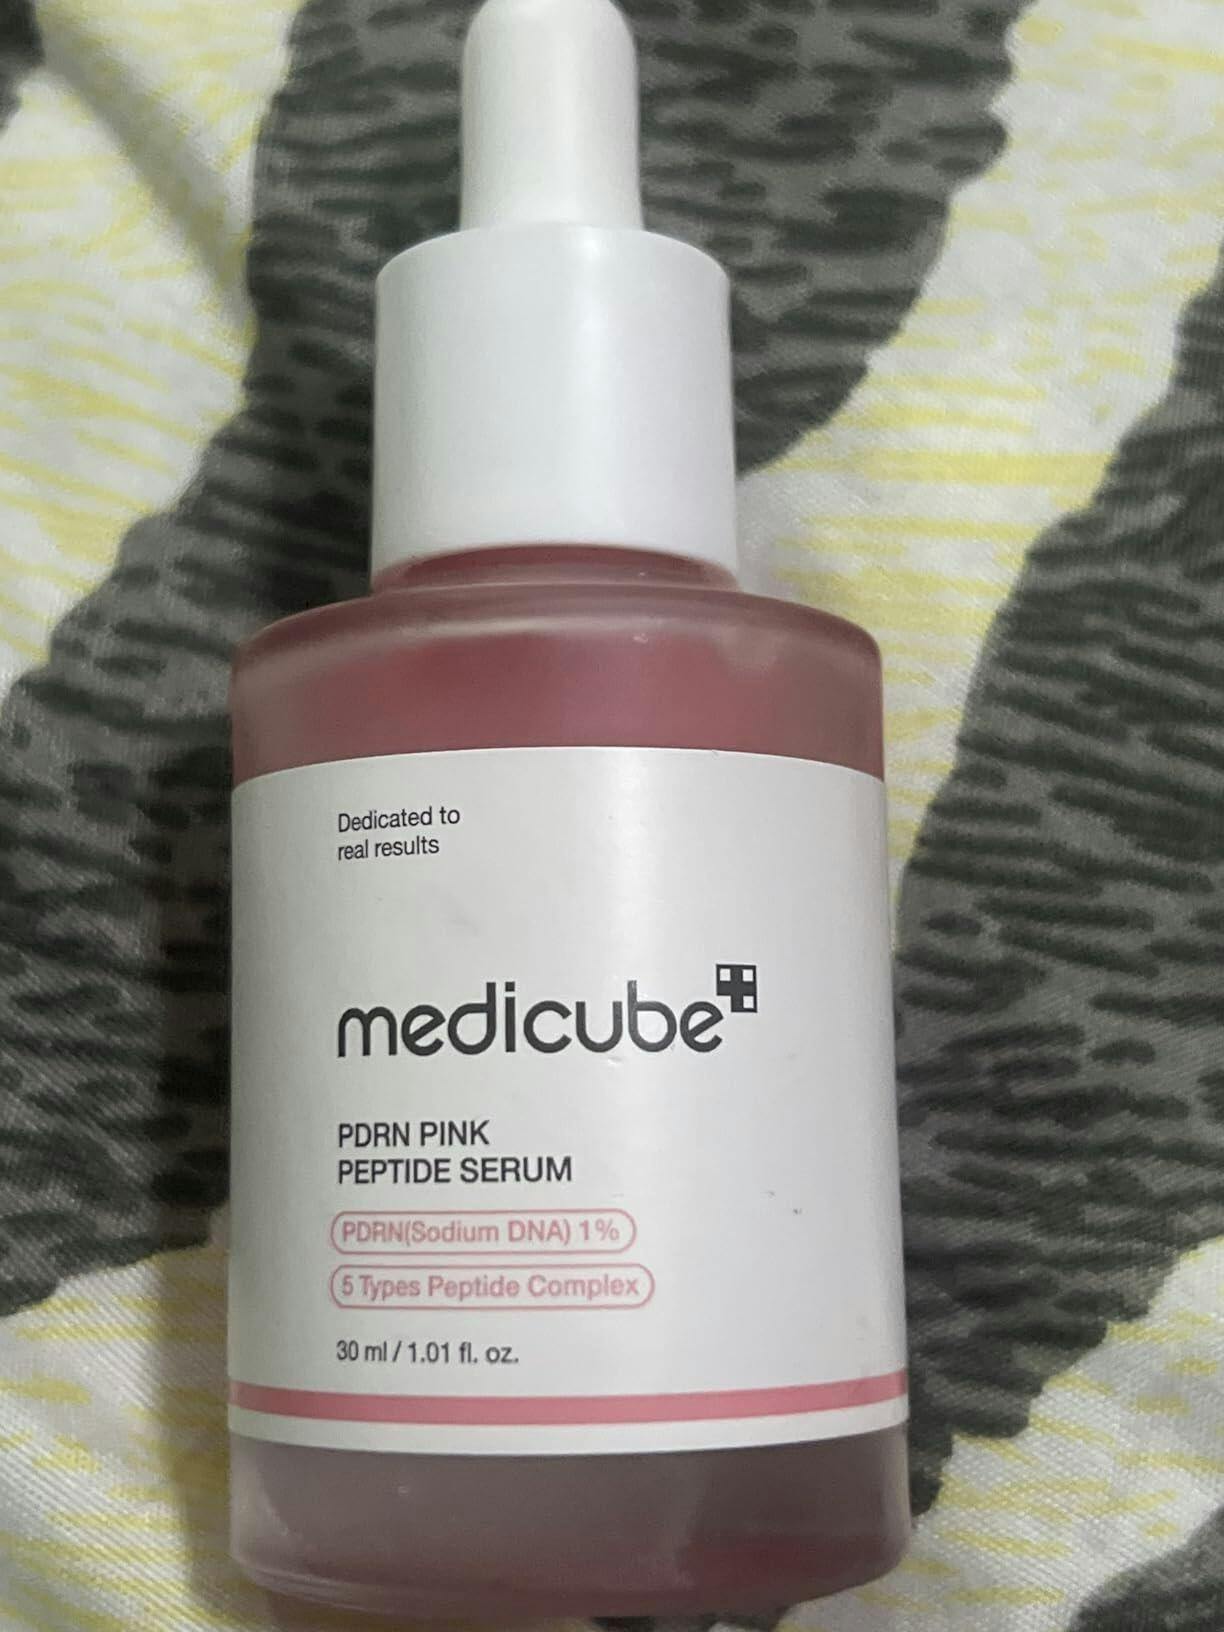 Dedicated to
real results
medicube
PDRN PINK
PEPTIDE SERUM
PDRN(Sodium DNA) 1%
5 Types Peptide Complex
30 ml / 1.01 fl. oz.